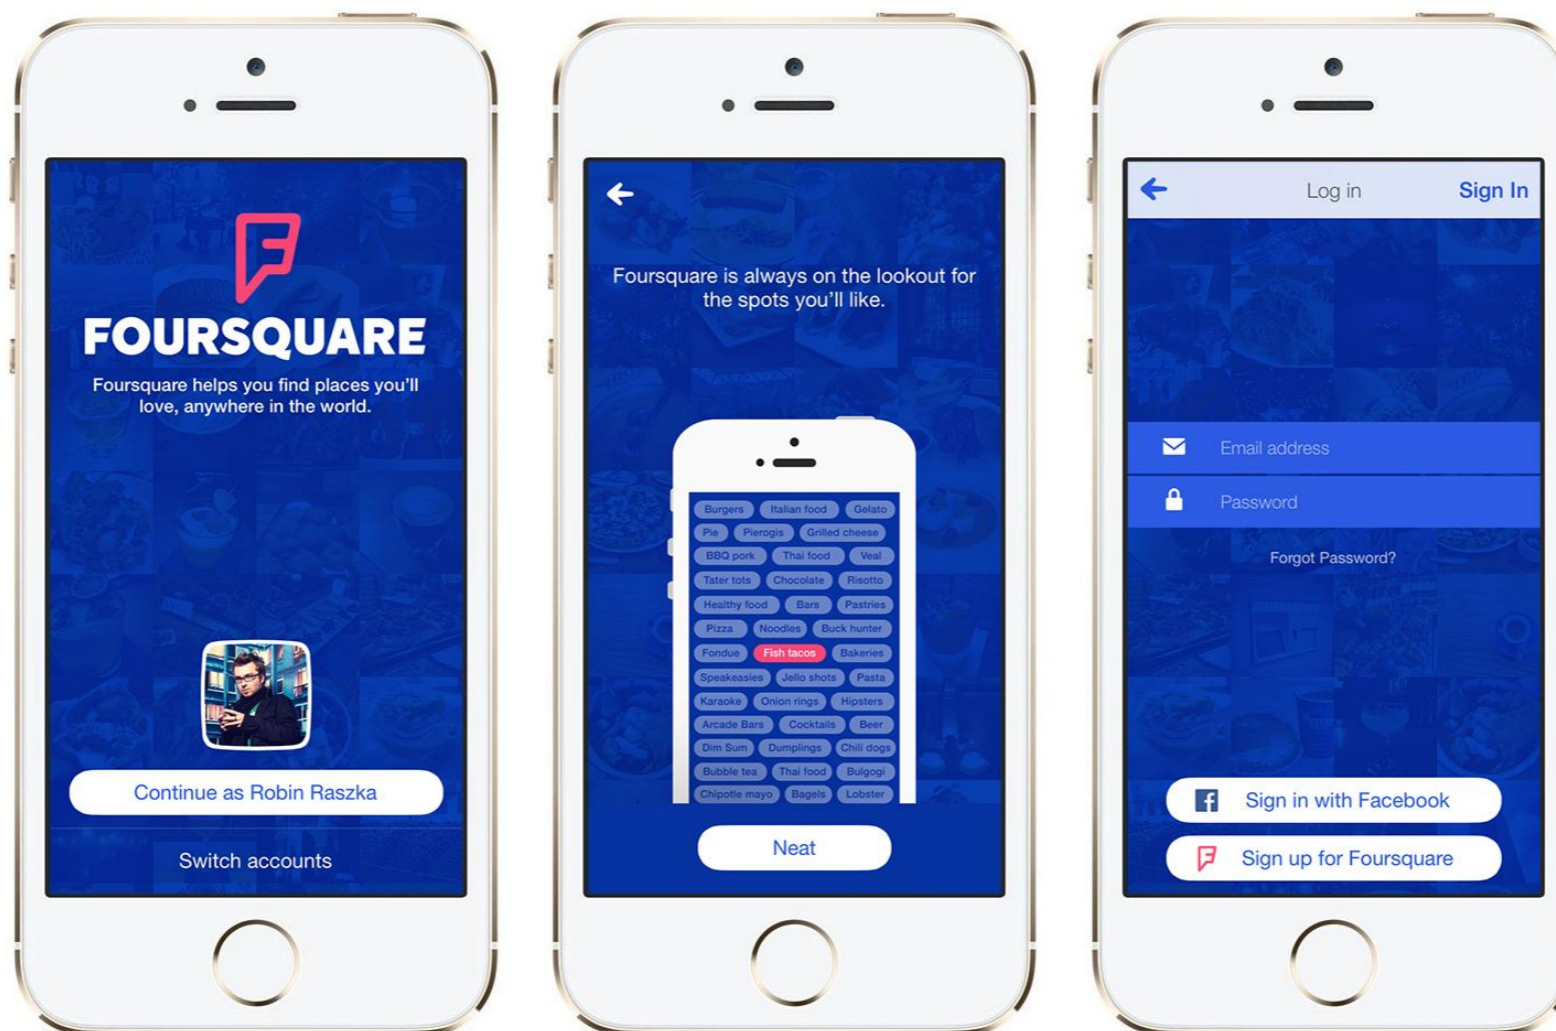 FOURSQUARE
Foursquare helps you find places you'll
love, anywhere in the world.
Continue as Robin Raszka
Switch accounts
Foursquare is always on the lookout for
the spots you'll like.
Burgers Italian food Gelato
Pie Pierogis Grilled cheese
BBQ pork Thai food Veal
Tater tots Chocolate Risotto
Healthy food Bars Pastries
Pizza Noodles Buck hunter
Fondue Fish tacos Bakeries
Speakeasies Jello shots Pasta
Karaoke Onion rings Hipsters
Arcade Bars Cocktails Beer
Dim Sum Dumplings Chili dogs
Bubble tea Thai food Bulgogi
Chipotle mayo Bagels Lobster
Neat
Log in Sign In
Email address
Password
Forgot Password?
Sign in with Facebook
Sign up for Foursquare